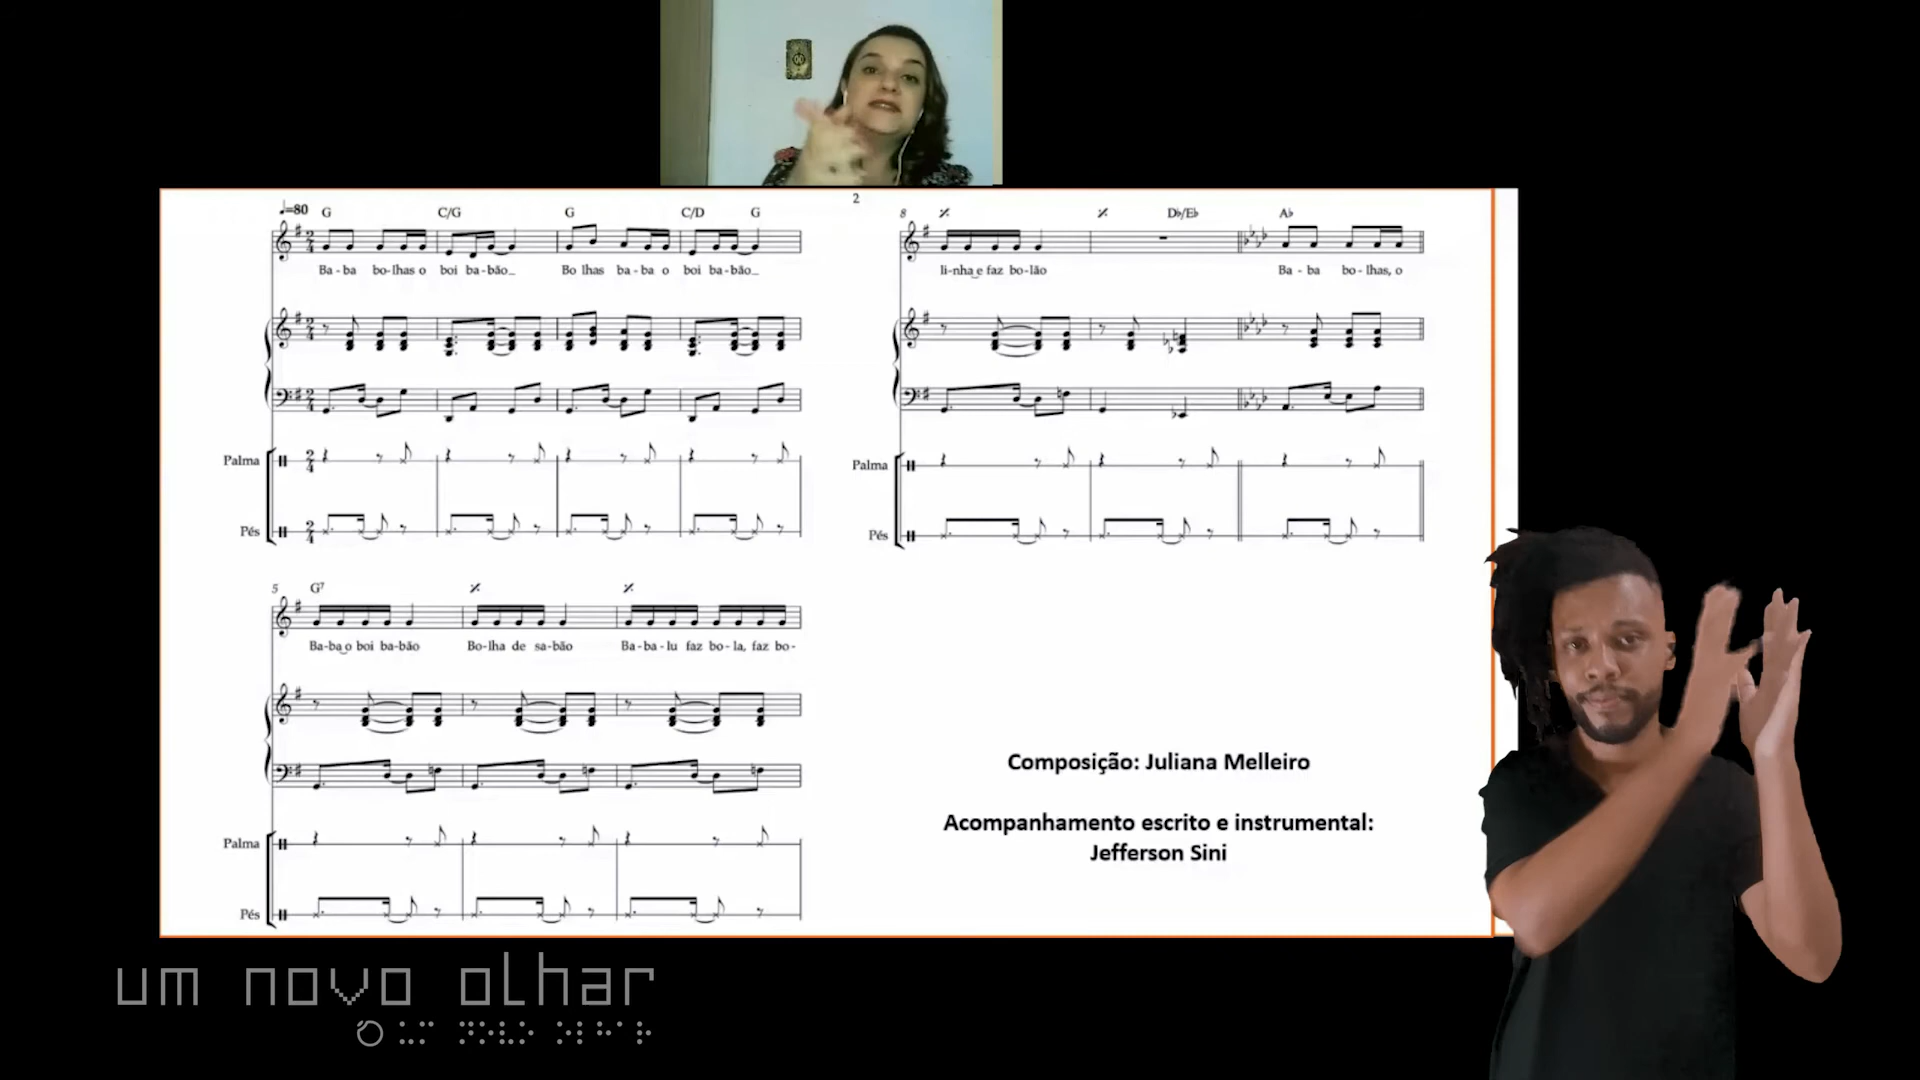 ♩=80 G C/G G C/D G
Ba - ba bo-lhas o boi ba-bão_ Bo lhas ba-ba o boi ba-bão_
Palma
Pés
5 G7
Ba-ba o boi ba-bão Bo-lha de sa-bão Ba-ba-lu faz bo-la, faz bo-
Palma
Pés
2
8 Db/Eb Ab
li-nha e faz bo-lão Ba - ba bo-lhas, o
Palma
Pés
Composição: Juliana Melleiro
Acompanhamento escrito e instrumental:
Jefferson Sini
um novo olhar